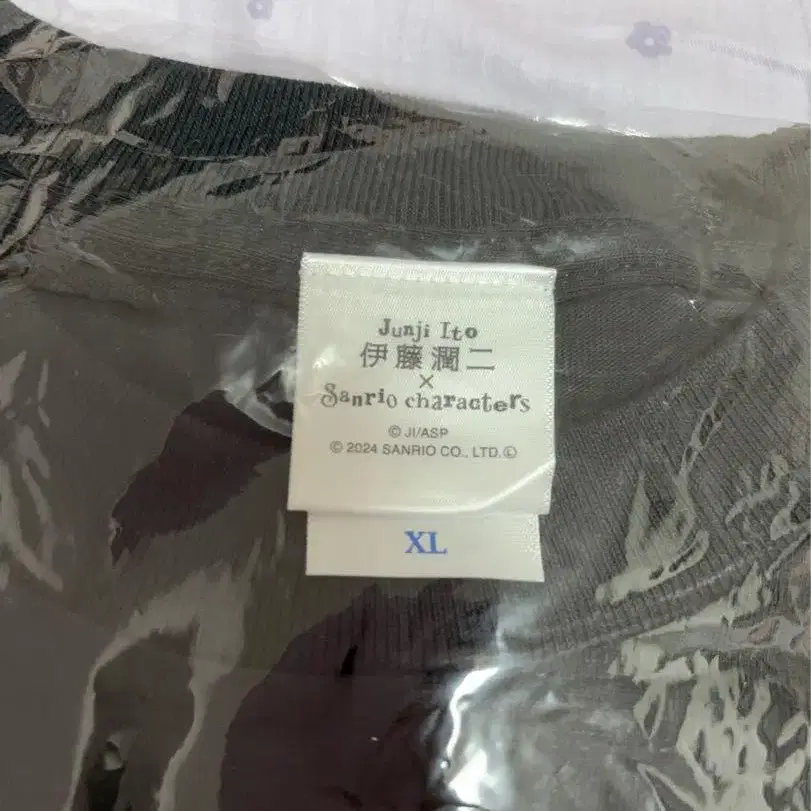 Junji Ito
伊藤潤二
×
Sanrio characters
© JI/ASP
© 2024 SANRIO CO., LTD. Ⓛ
XL